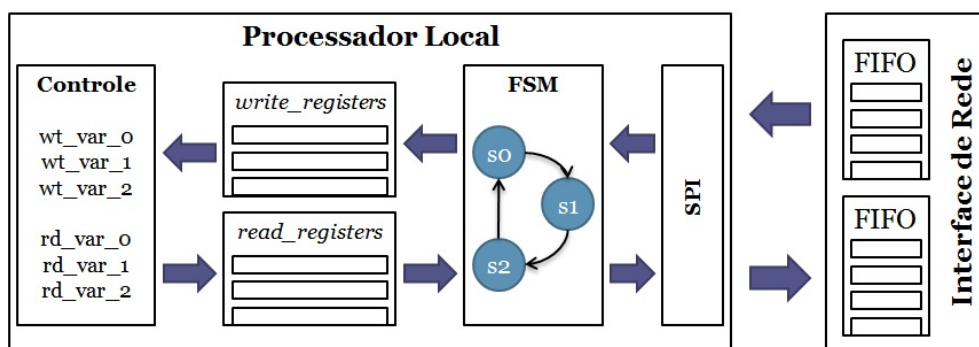 Processador Local
Controle
wt_var_0
wt_var_1
wt_var_2
rd_var_0
rd_var_1
rd_var_2
write_registers
read_registers
FSM
s0
s1
s2
SPI
FIFO
FIFO
Interface de Rede